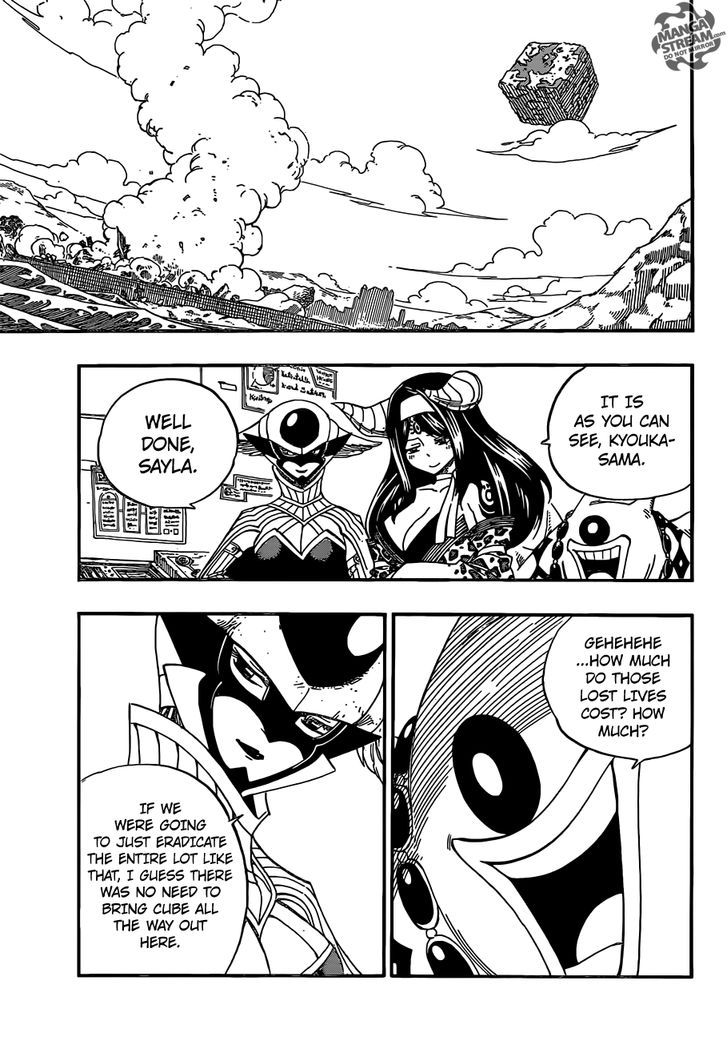 MANGA
STREAM.com
DO NOT MIRROR!
IT IS
AS YOU CAN
SEE, KYOUKA-
SAMA.
WELL
DONE,
SAYLA.
GEHEHEHE
...HOW MUCH
DO THOSE
LOST LIVES
COST? HOW
MUCH?
IF WE
WERE GOING
TO JUST ERADICATE
THE ENTIRE LOT LIKE
THAT, I GUESS THERE
WAS NO NEED TO
BRING CUBE ALL
THE WAY OUT
HERE.